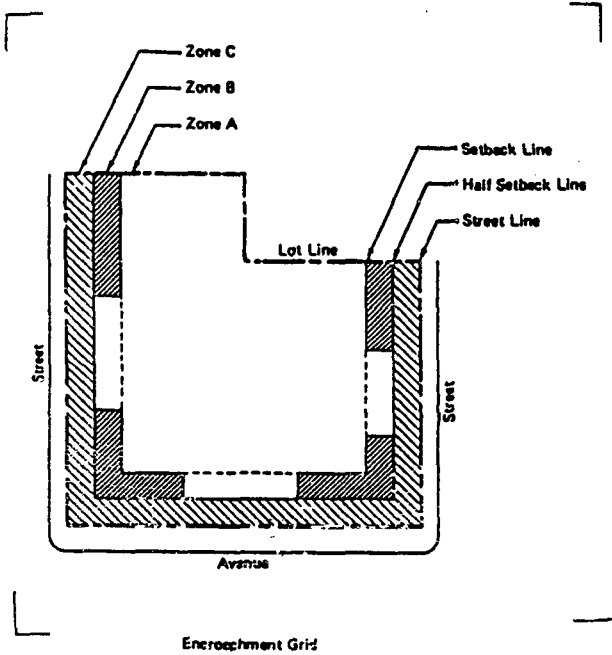 Zone C
Zone B
Zone A
Setback Line
Half Setback Line
Street Line
Lot Line
Street
Street
Avenue
Encroachment Grid